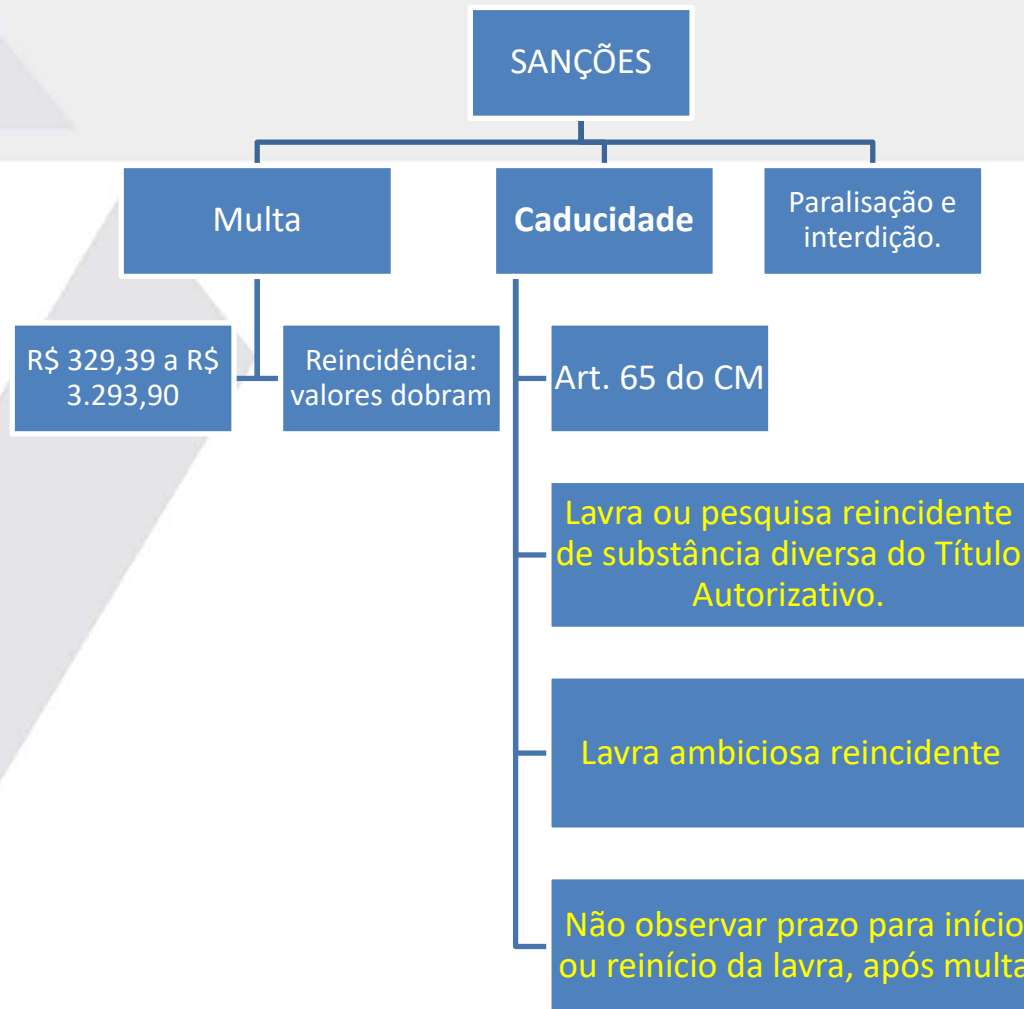 SANÇÕES
Multa
Caducidade
Paralisação e
interdição.
R$ 329,39 a R$
3.293,90
Reincidência:
valores dobram
Art. 65 do CM
Lavra ou pesquisa reincidente
de substância diversa do Título
Autorizativo.
Lavra ambiciosa reincidente
Não observar prazo para início
ou reinício da lavra, após multa